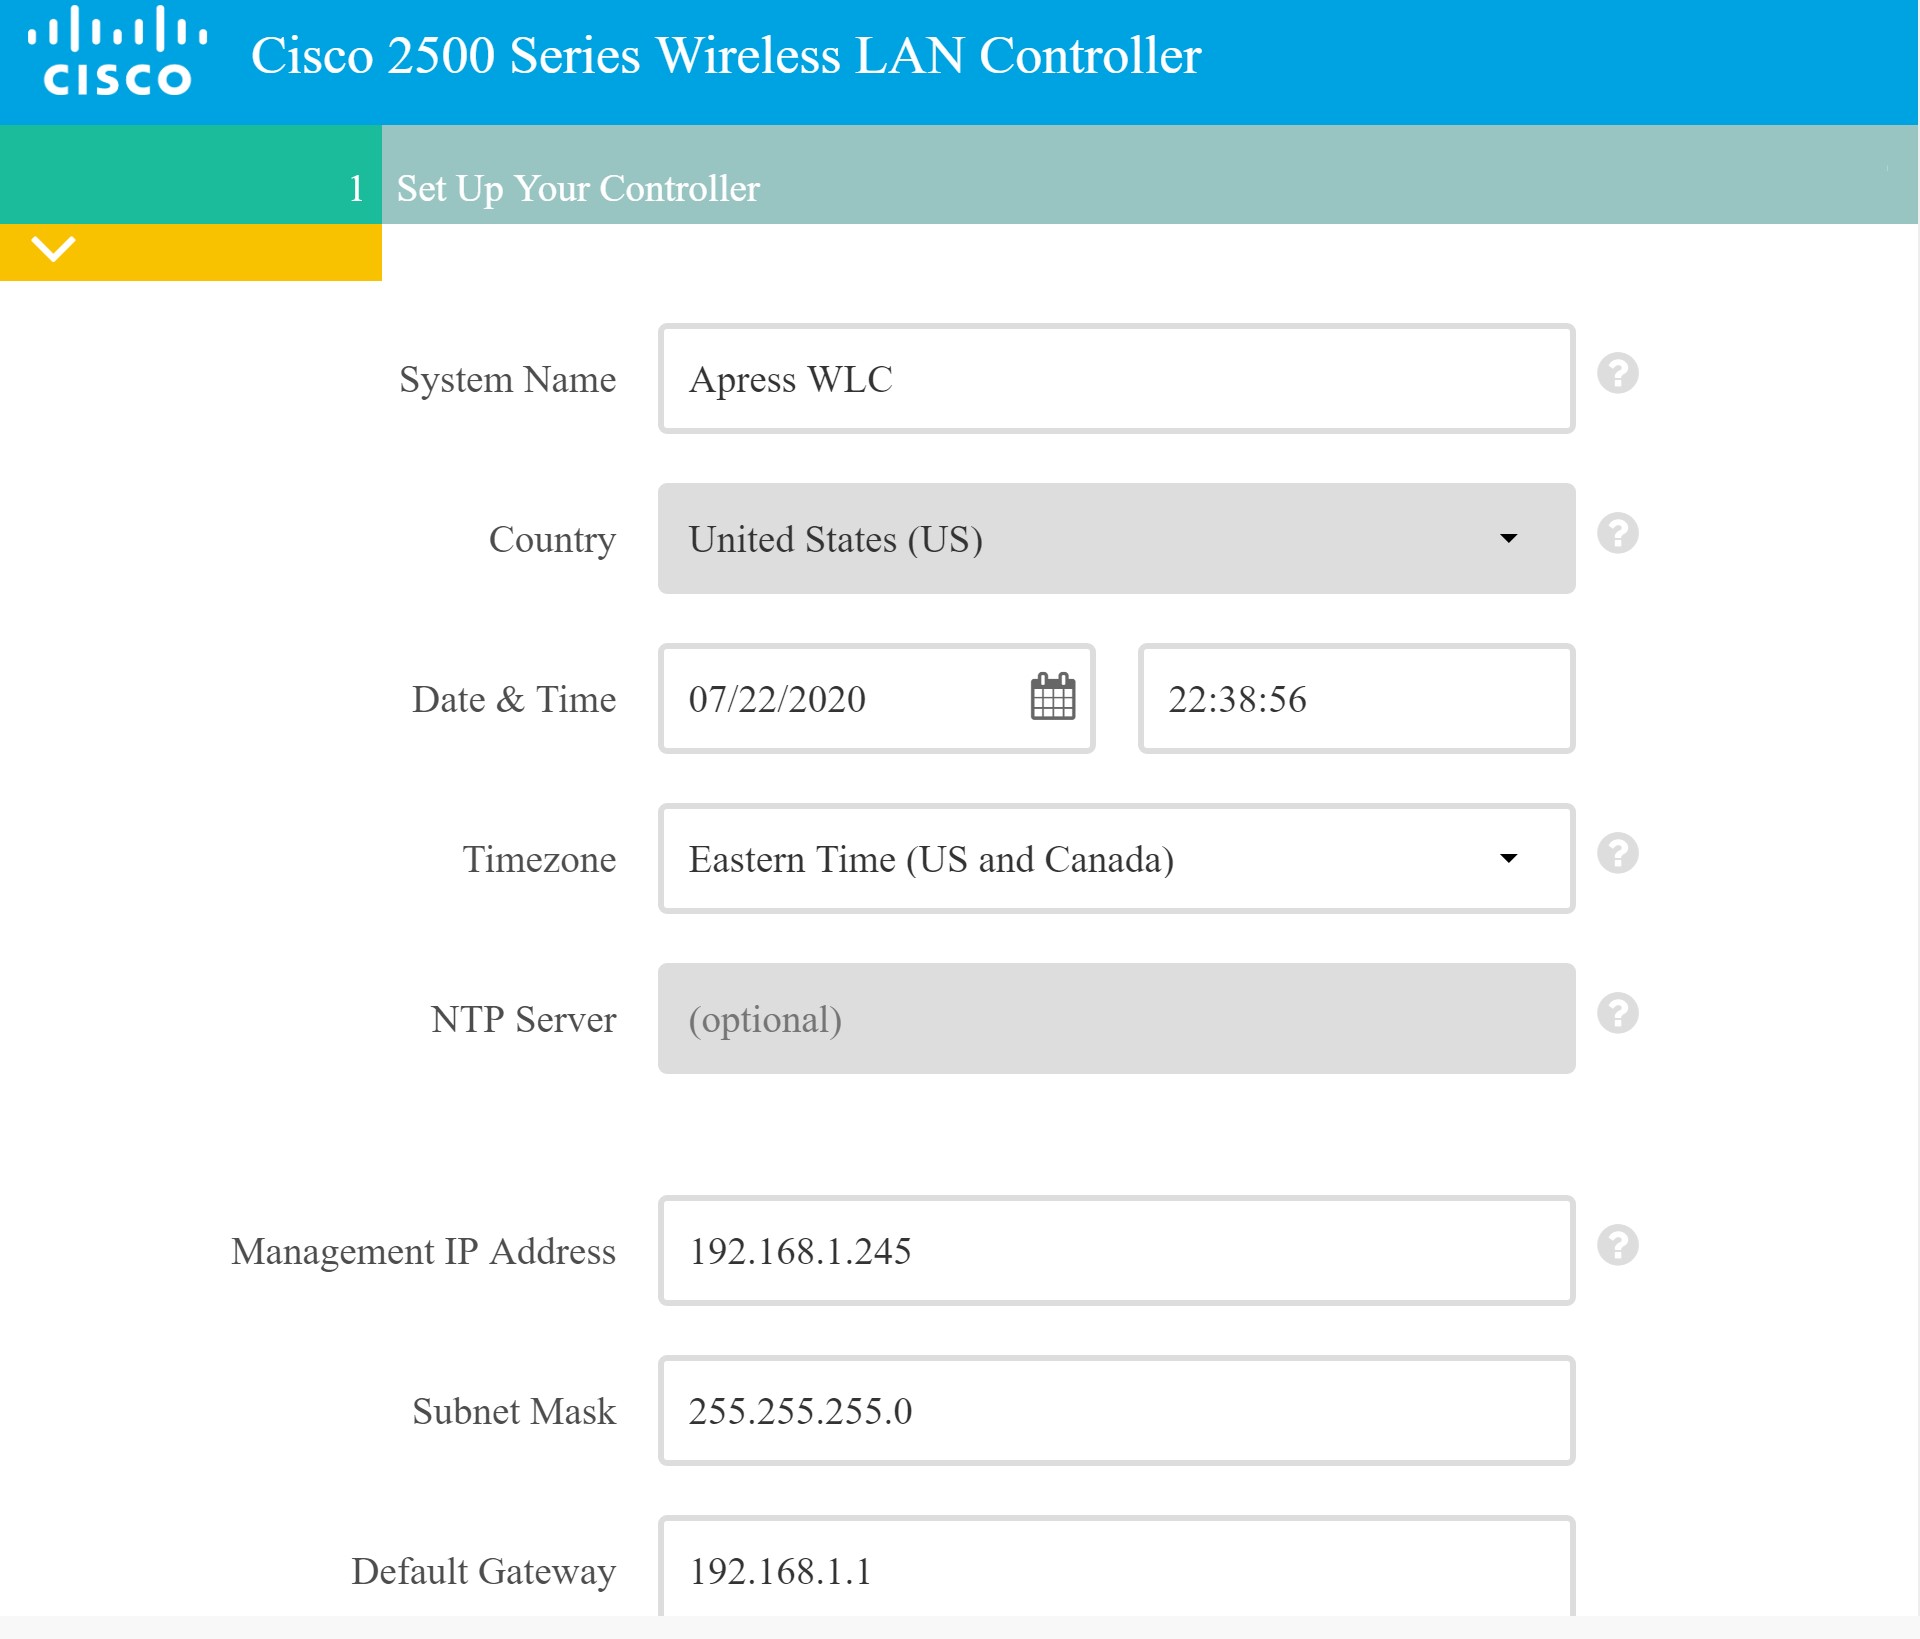 CISCO
Cisco 2500 Series Wireless LAN Controller
1 Set Up Your Controller
System Name Apress WLC ?
Country United States (US) ?
Date & Time 07/22/2020 22:38:56
Timezone Eastern Time (US and Canada) ?
NTP Server (optional) ?
Management IP Address 192.168.1.245 ?
Subnet Mask 255.255.255.0
Default Gateway 192.168.1.1